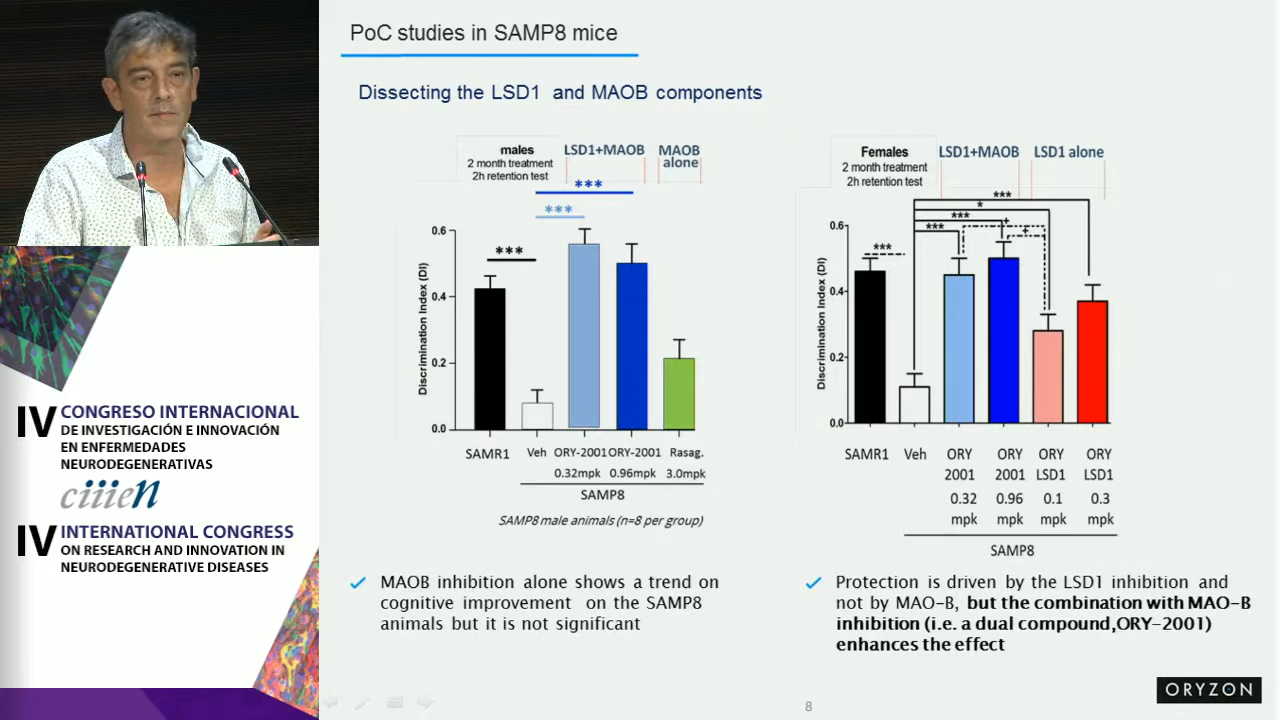 PoC studies in SAMP8 mice
Dissecting the LSD1 and MAOB components
males
2 month treatment
2h retention test
LSD1+MAOB
MAOB
alone
***
***
***
Discrimination Index (DI)
0.6
0.4
0.2
0.0
SAMR1
Veh
ORY-2001
0.32mpk
ORY-2001
0.96mpk
Rasag.
3.0mpk
SAMP8
SAMP8 male animals (n=8 per group)
Females
2 month treatment
2h retention test
LSD1+MAOB
LSD1 alone
***
*
***
+
***
+
***
Discrimination Index (DI)
0.6
0.4
0.2
0.0
SAMR1
Veh
ORY
2001
0.32
mpk
ORY
2001
0.96
mpk
ORY
LSD1
0.1
mpk
ORY
LSD1
0.3
mpk
SAMP8
✓ MAOB inhibition alone shows a trend on
cognitive improvement on the SAMP8
animals but it is not significant
✓ Protection is driven by the LSD1 inhibition and
not by MAO-B, but the combination with MAO-B
inhibition (i.e. a dual compound,ORY-2001)
enhances the effect
ORYZON
8
IV CONGRESO INTERNACIONAL
DE INVESTIGACIÓN E INNOVACIÓN
EN ENFERMEDADES
NEURODEGENERATIVAS
ciiien
IV INTERNATIONAL CONGRESS
ON RESEARCH AND INNOVATION IN
NEURODEGENERATIVE DISEASES